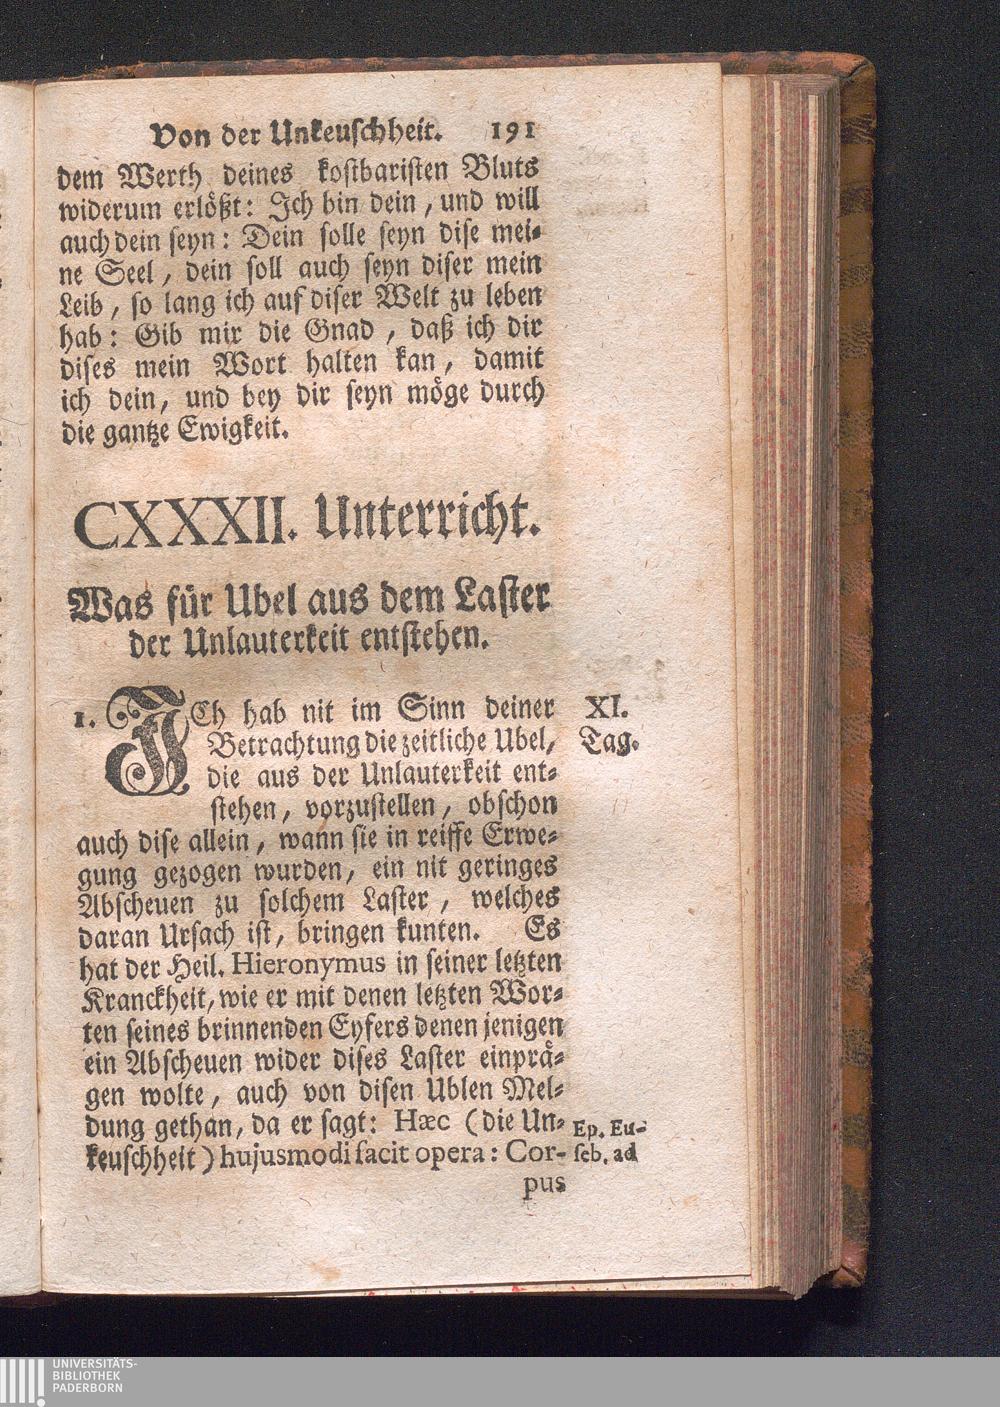 Von der Unkeuschheit. 191
dem Werth deines kostbaristen Bluts
widerum erlößt: Ich bin dein, und will
auch dein seyn: Dein solle seyn dise mei-
ne Seel, dein soll auch seyn diser mein
Leib, so lang ich auf diser Welt zu leben
hab: Gib mir die Gnad, daß ich dir
dises mein Wort halten kan, damit
ich dein, und bey dir seyn möge durch
die gantze Ewigkeit.
CXXXII. Unterricht.
Was für Ubel aus dem Laster
der Unlauterkeit entstehen.
1. ICh hab nit im Sinn deiner
Betrachtung die zeitliche Ubel,
die aus der Unlauterkeit ent-
stehen, vorzustellen, obschon
auch dise allein, wann sie in reiffe Erwe-
gung gezogen wurden, ein nit geringes
Abscheuen zu solchem Laster, welches
daran Ursach ist, bringen kunten. Es
hat der Heil. Hieronymus in seiner letzten
Kranckheit, wie er mit denen letzten Wor-
ten seines brinnenden Eyfers denen jenigen
ein Abscheuen wider dises Laster einprä-
gen wolte, auch von disen Ublen Mel-
dung gethan, da er sagt: Hæc (die Un-
keuschheit) hujusmodi facit opera: Cor-
pus
XI.
Tag.
Ep. Eu-
seb. ad
UNIVERSITÄTS-
BIBLIOTHEK
PADERBORN